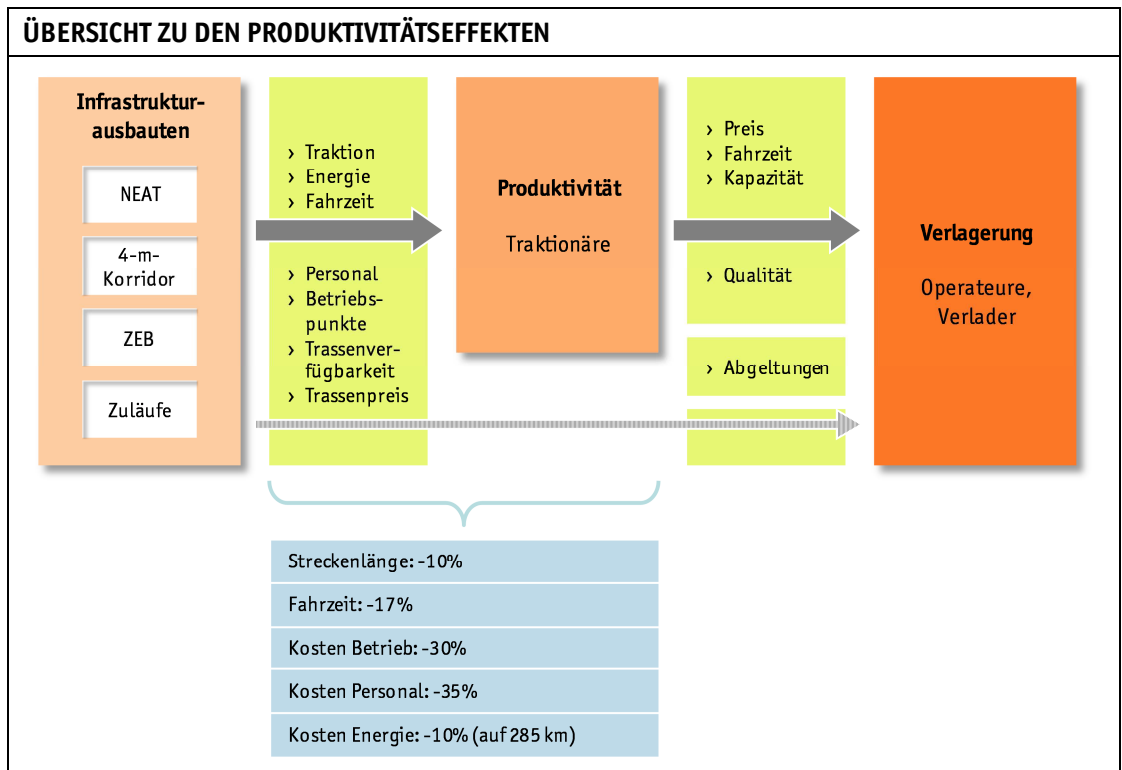 ÜBERSICHT ZU DEN PRODUKTIVITÄTSEFFEKTEN
Infrastruktur-
ausbauten
NEAT
4-m-
Korridor
ZEB
Zuläufe
› Traktion
› Energie
› Fahrzeit
› Personal
› Betriebs-
punkte
› Trassenver-
fügbarkeit
› Trassenpreis
Produktivität
Traktionäre
› Preis
› Fahrzeit
› Kapazität
› Qualität
› Abgeltungen
Verlagerung
Operateure,
Verlader
Streckenlänge: -10%
Fahrzeit: -17%
Kosten Betrieb: -30%
Kosten Personal: -35%
Kosten Energie: -10% (auf 285 km)